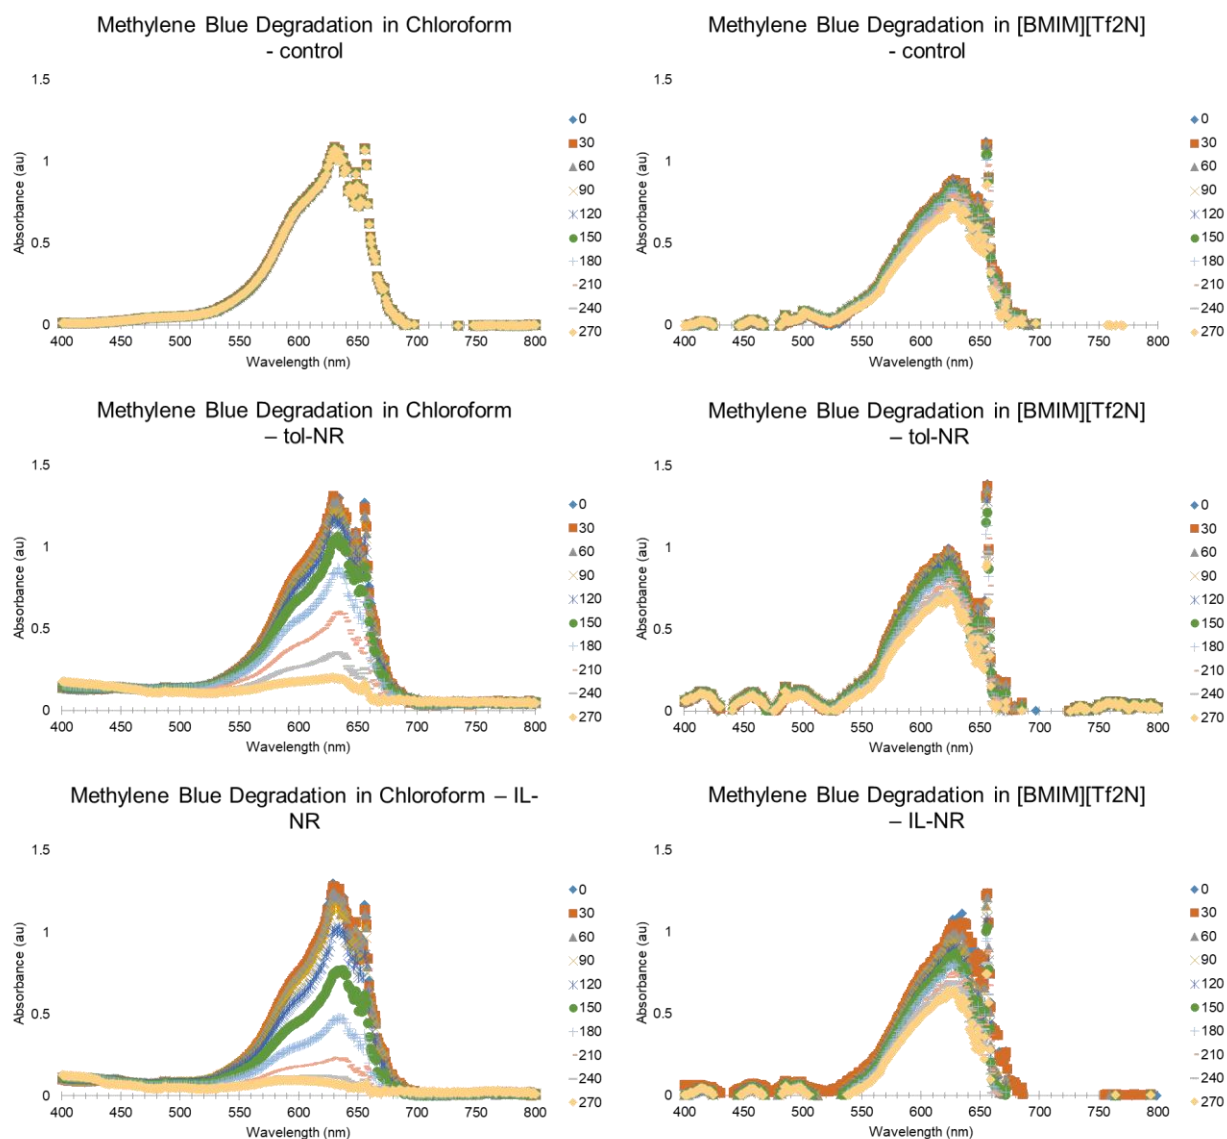 Methylene Blue Degradation in Chloroform
- control
1.5
1
0.5
0
Absorbance (au)
400 450 500 550 600 650 700 750 800
Wavelength (nm)
0
30
60
90
120
150
180
210
240
270
Methylene Blue Degradation in [BMIM][Tf2N]
- control
1.5
1
0.5
0
Absorbance (au)
400 450 500 550 600 650 700 750 800
Wavelength (nm)
0
30
60
90
120
150
180
210
240
270
Methylene Blue Degradation in Chloroform
– tol-NR
1.5
1
0.5
0
Absorbance (au)
400 450 500 550 600 650 700 750 800
Wavelength (nm)
0
30
60
90
120
150
180
210
240
270
Methylene Blue Degradation in [BMIM][Tf2N]
– tol-NR
1.5
1
0.5
0
Absorbance (au)
400 450 500 550 600 650 700 750 800
Wavelength (nm)
0
30
60
90
120
150
180
210
240
270
Methylene Blue Degradation in Chloroform – IL-
NR
1.5
1
0.5
0
Absorbance (au)
400 450 500 550 600 650 700 750 800
Wavelength (nm)
0
30
60
90
120
150
180
210
240
270
Methylene Blue Degradation in [BMIM][Tf2N]
– IL-NR
1.5
1
0.5
0
Absorbance (au)
400 450 500 550 600 650 700 750 800
Wavelength (nm)
0
30
60
90
120
150
180
210
240
270